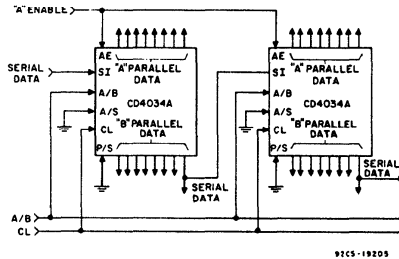 "A" ENABLE
AE
SERIAL
DATA
SI
"A" PARALLEL
DATA
A/B
CD4034A
A/S
"B" PARALLEL
DATA
CL
P/S
SERIAL
DATA
AE
SI
"A" PARALLEL
DATA
A/B
CD4034A
A/S
"B" PARALLEL
DATA
CL
P/S
SERIAL
DATA
A/B
CL
92CS-19205